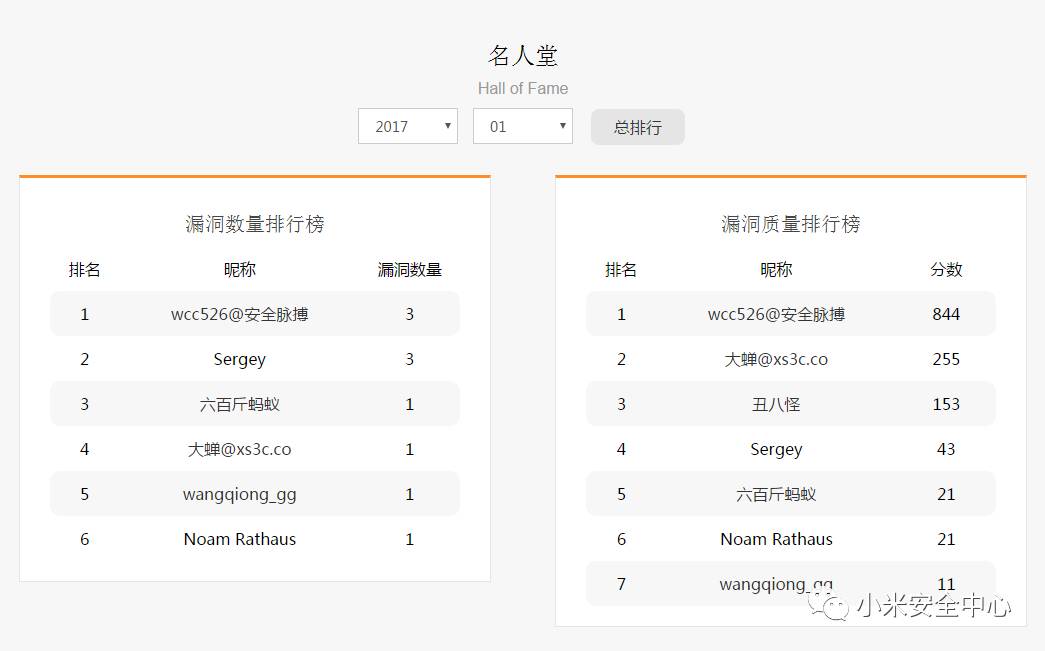 名人堂
Hall of Fame
2017 01 总排行
漏洞数量排行榜
排名 昵称 漏洞数量
1 wcc526@安全脉搏 3
2 Sergey 3
3 六百斤蚂蚁 1
4 大蝉@xs3c.co 1
5 wangqiong_gg 1
6 Noam Rathaus 1
漏洞质量排行榜
排名 昵称 分数
1 wcc526@安全脉搏 844
2 大蝉@xs3c.co 255
3 丑八怪 153
4 Sergey 43
5 六百斤蚂蚁 21
6 Noam Rathaus 21
7 wangqiong_gg 11
小米安全中心